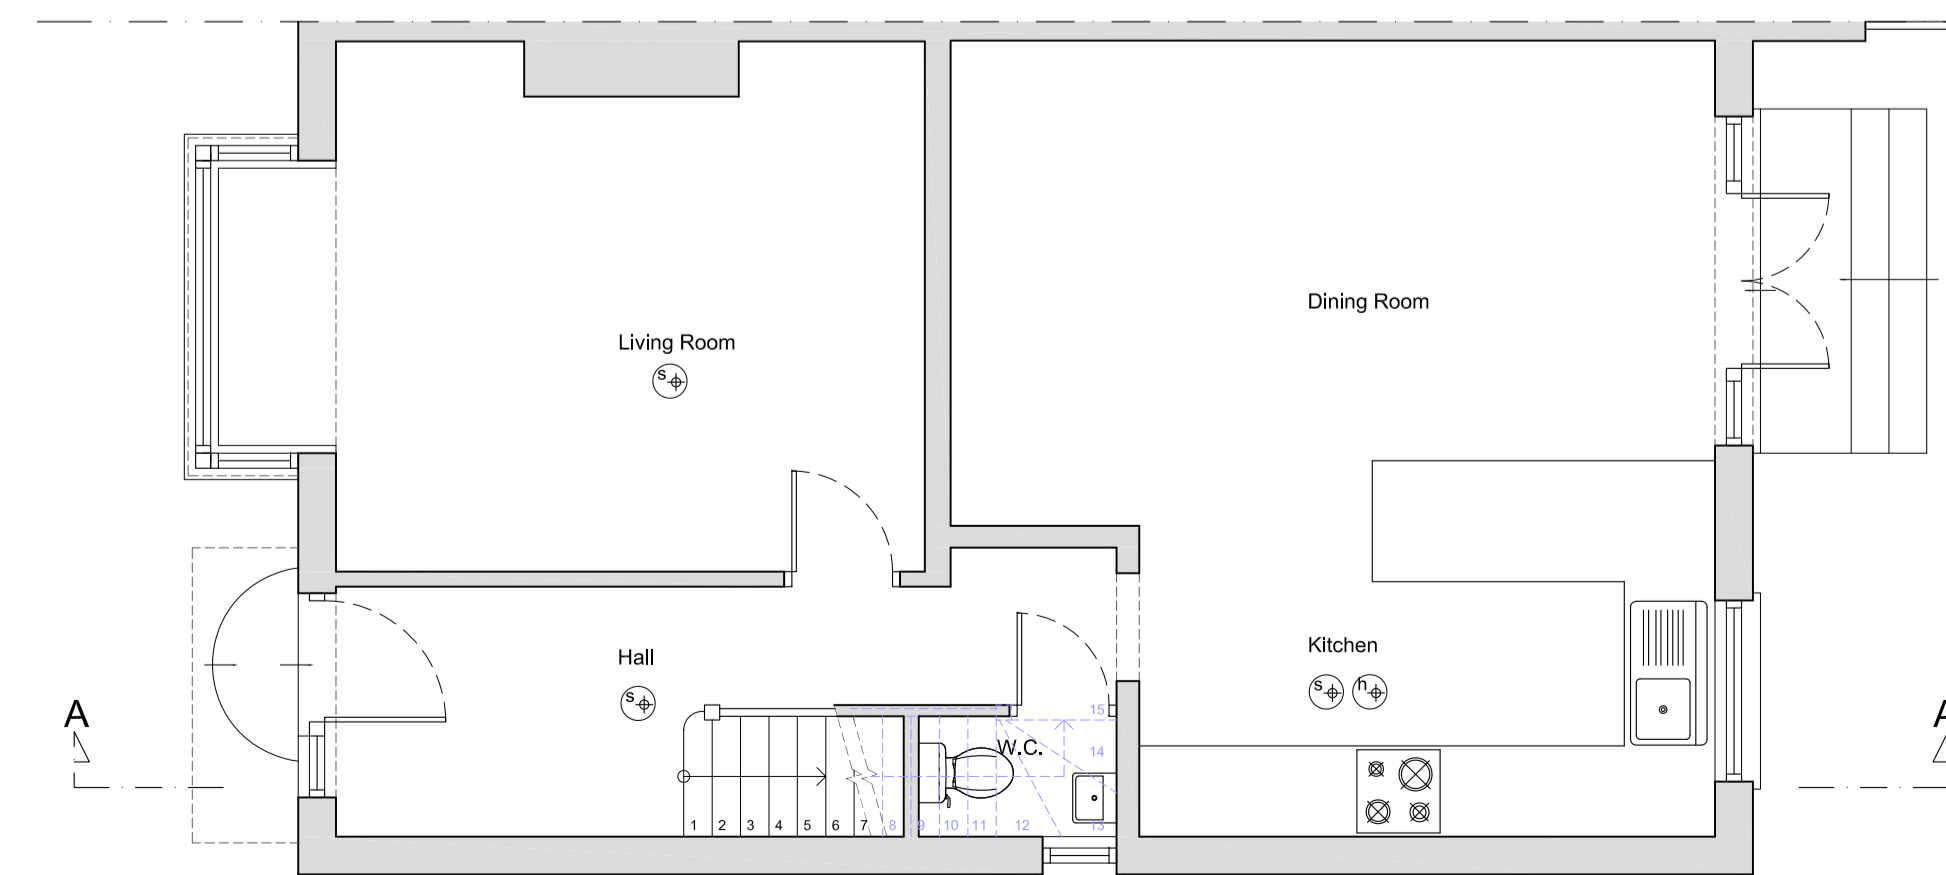 Dining Room
Living Room
s
Kitchen
Hall
s
s h
A
A
15
W.C.
14
1 2 3 4 5 6 7 8 9 10 11 12 13